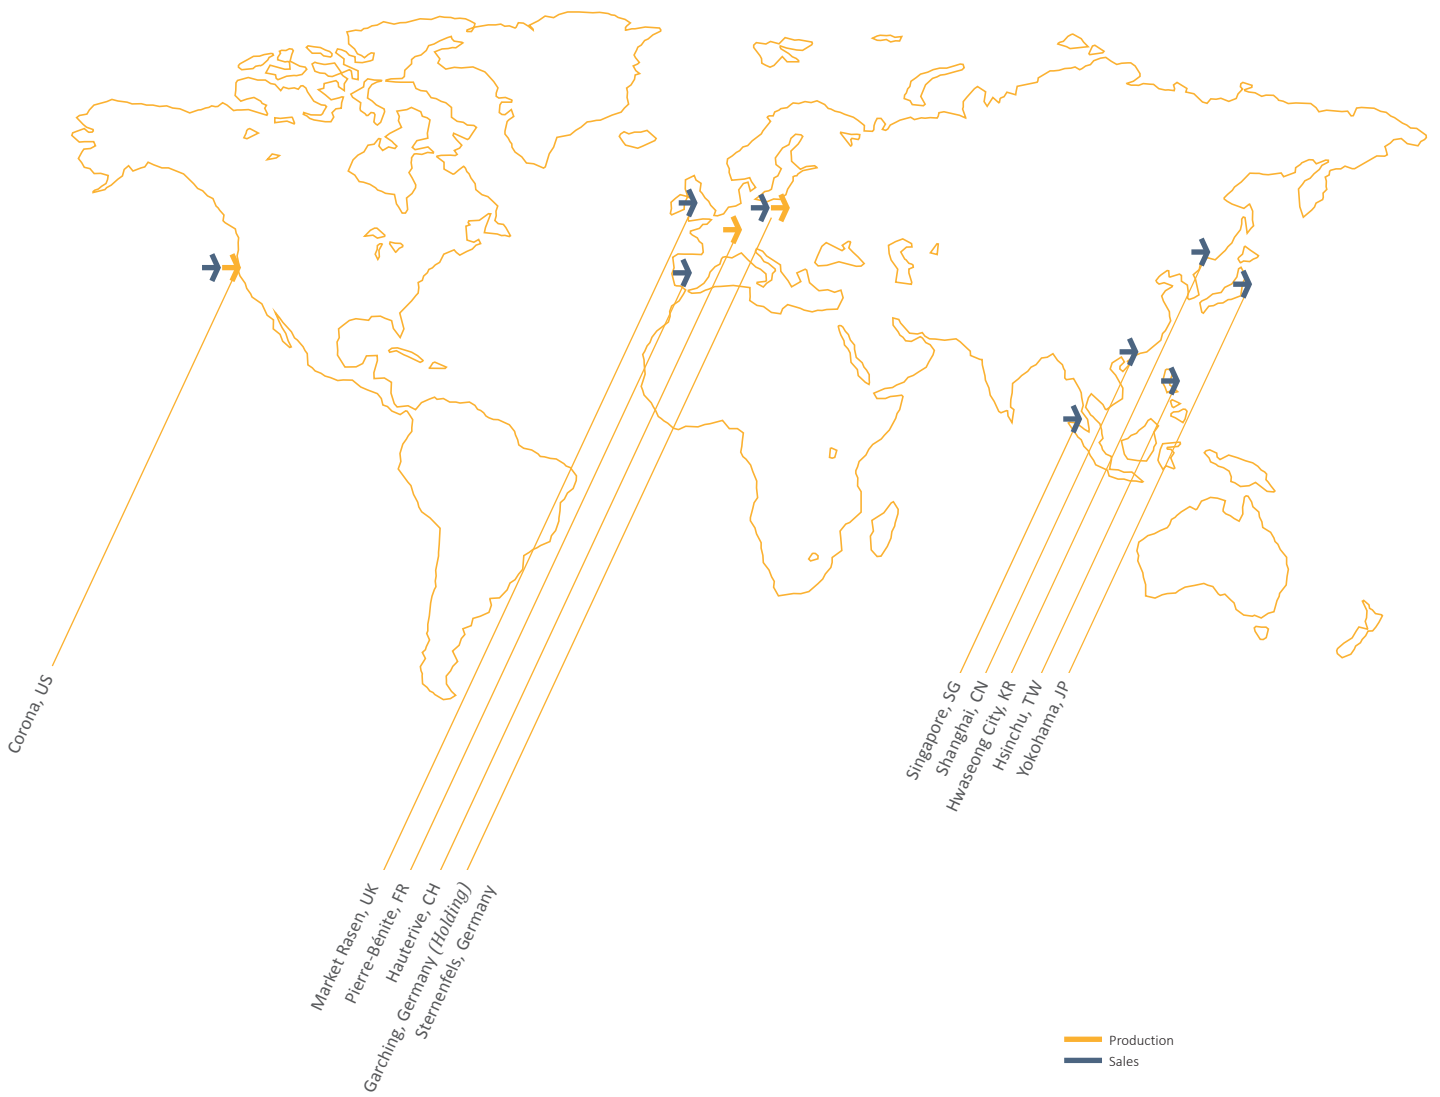 Corona, US
Market Rasen, UK
Pierre-Bénite, FR
Hauterive, CH
Garching, Germany (Holding)
Sternenfels, Germany
Singapore, SG
Shanghai, CN
Hwaseong City, KR
Hsinchu, TW
Yokohama, JP
Production
Sales